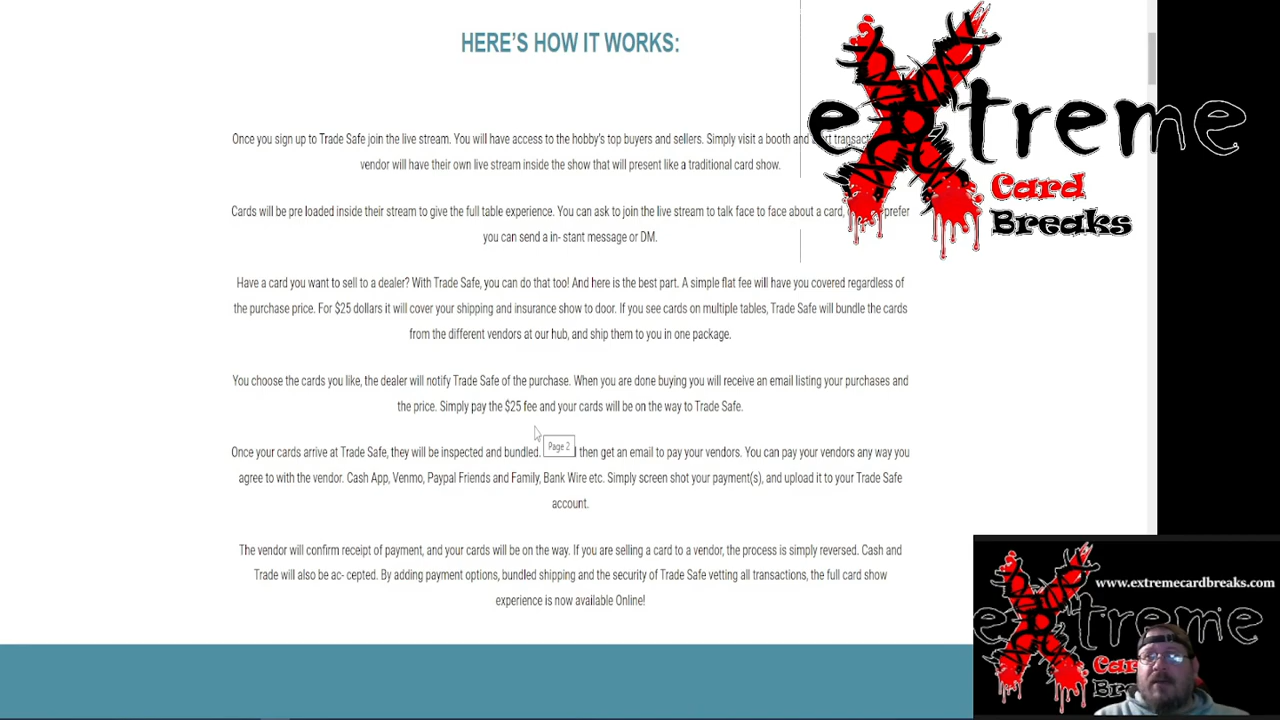 HERE'S HOW IT WORKS:
Once you sign up to Trade Safe join the live stream. You will have access to the hobby's top buyers and sellers. Simply visit a booth and
vendor will have their own live stream inside the show that will present like a traditional card show.
Cards will be pre loaded inside their stream to give the full table experience. You can ask to join the live stream to talk face to face about a card, prefer
you can send a in- stant message or DM.
Have a card you want to sell to a dealer? With Trade Safe, you can do that too! And here is the best part. A simple flat fee will have you covered regardless of
the purchase price. For $25 dollars it will cover your shipping and insurance show to door. If you see cards on multiple tables, Trade Safe will bundle the cards
from the different vendors at our hub, and ship them to you in one package.
You choose the cards you like, the dealer will notify Trade Safe of the purchase. When you are done buying you will receive an email listing your purchases and
the price. Simply pay the $25 fee and your cards will be on the way to Trade Safe.
Once your cards arrive at Trade Safe, they will be inspected and bundled. then get an email to pay your vendors. You can pay your vendors any way you
Page 2
agree to with the vendor. Cash App, Venmo, Paypal Friends and Family, Bank Wire etc. Simply screen shot your payment(s), and upload it to your Trade Safe
account.
The vendor will confirm receipt of payment, and your cards will be on the way. If you are selling a card to a vendor, the process is simply reversed. Cash and
Trade will also be ac- cepted. By adding payment options, bundled shipping and the security of Trade Safe vetting all transactions, the full card show
experience is now available Online!
eXtreme
Card
Breaks
www.extremecardbreaks.com
eXtreme